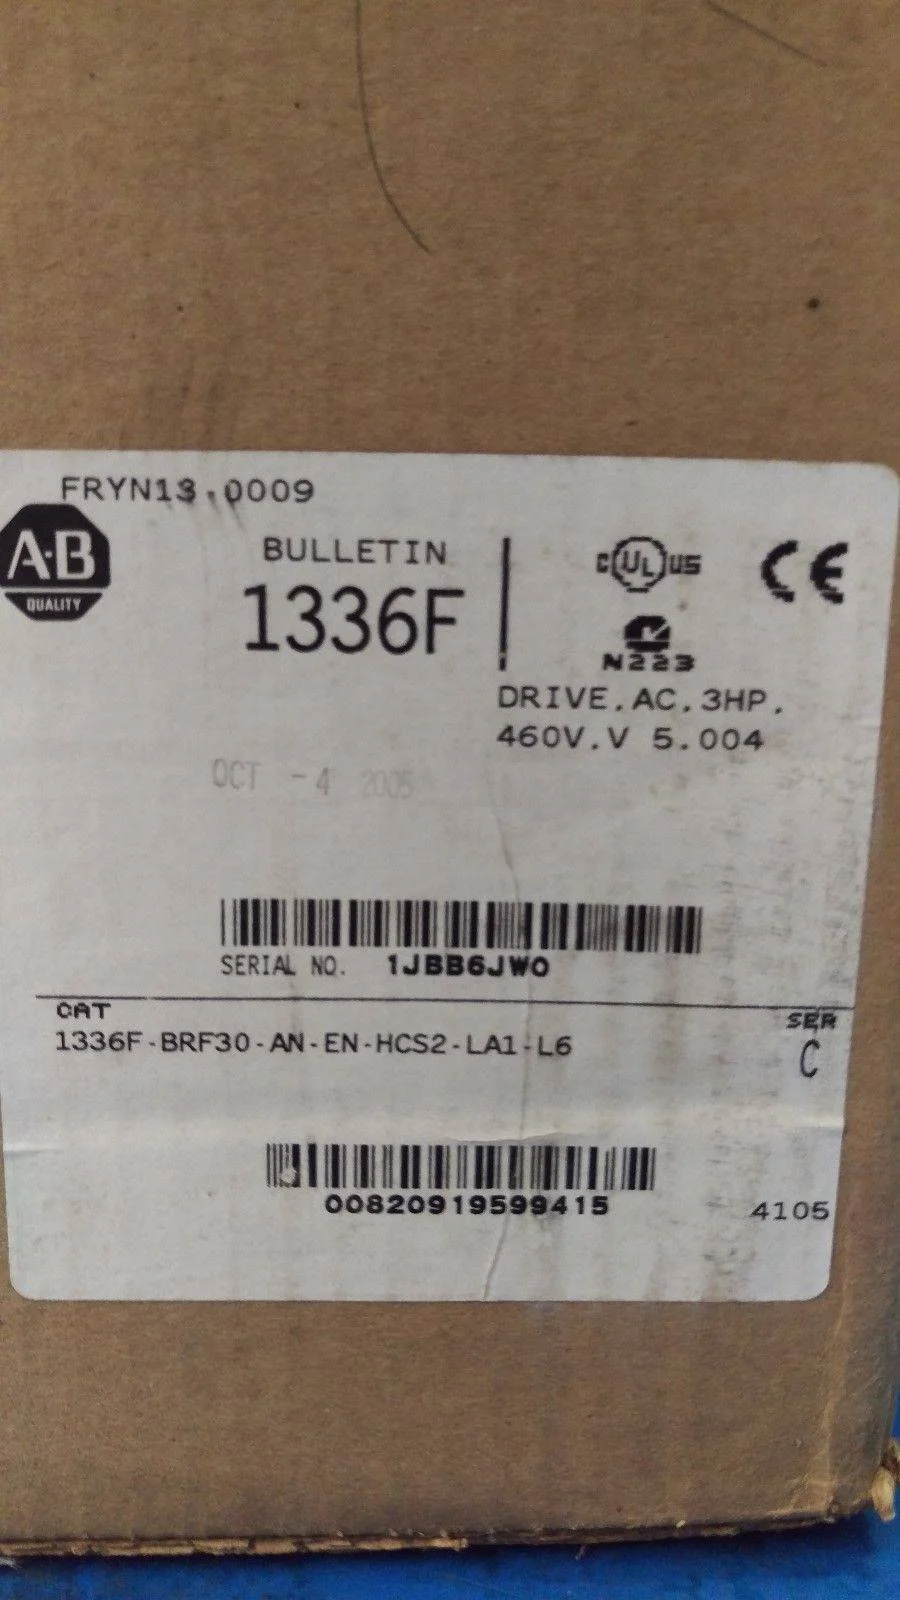 FRYN13.0009
A·B
QUALITY
BULLETIN
1336F
C UL US
CE
N223
DRIVE,AC,3HP,
460V,V 5.004
OCT -4 2005
SERIAL NO. 1JBB6JW0
CAT
1336F-BRF30-AN-EN-HCS2-LA1-L6
SER
C
00820919599415
4105